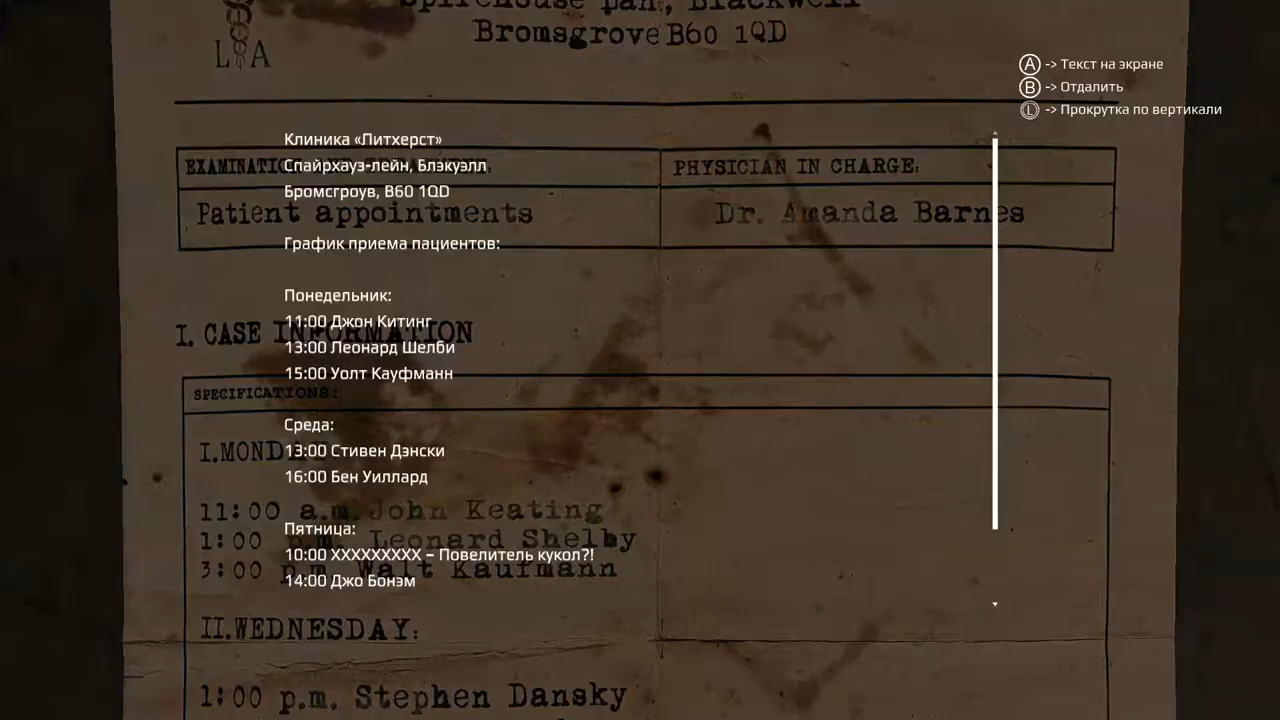 Spirehouse Lan, Blackwell
Bromsgrove B60 1QD
L A
A -> Текст на экране
B -> Отдалить
L -> Прокрутка по вертикали
Клиника «Литхерст»
Спайрхауз-лейн, Блэкуэлл
Бромсгроув, B60 1QD
График приема пациентов:
Понедельник:
11:00 Джон Китинг
13:00 Леонард Шелби
15:00 Уолт Кауфманн
Среда:
13:00 Стивен Дэнски
16:00 Бен Уиллард
Пятница:
10:00 XXXXXXXXX – Повелитель кукол?!
14:00 Джо Бонэм
PHYSICIAN IN CHARGE:
Patient appointments
Dr. Amanda Barnes
I. CASE INFORMATION
SPECIFICATIONS:
I.MONDAY
11:00 a.m. John Keating
1:00 p.m. Leonard Shelby
3:00 p.m. Walt Kaufmann
II.WEDNESDAY:
1:00 p.m. Stephen Dansky